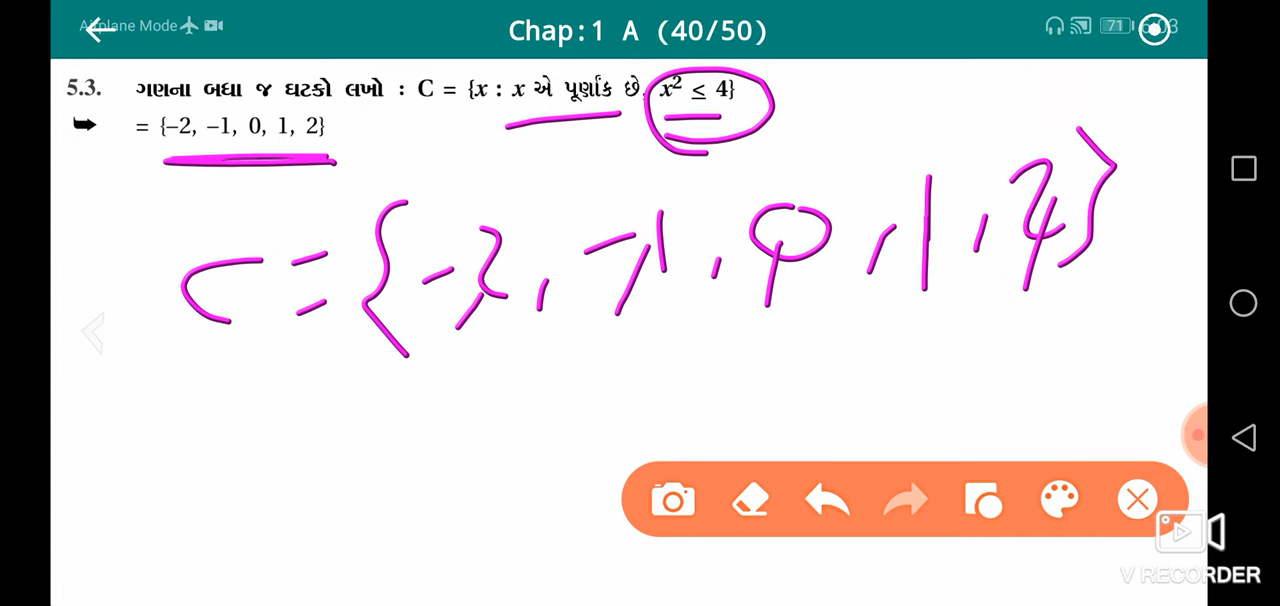 Airplane Mode
Chap:1 A (40/50)
71
5.3. ગણના બધા જ ઘટકો લખો : C = {x : x એ પૂર્ણાંક છે, x² ≤ 4}
➥ = {–2, –1, 0, 1, 2}
C = {-2, -1, 0, 1, 2}
V RECORDER